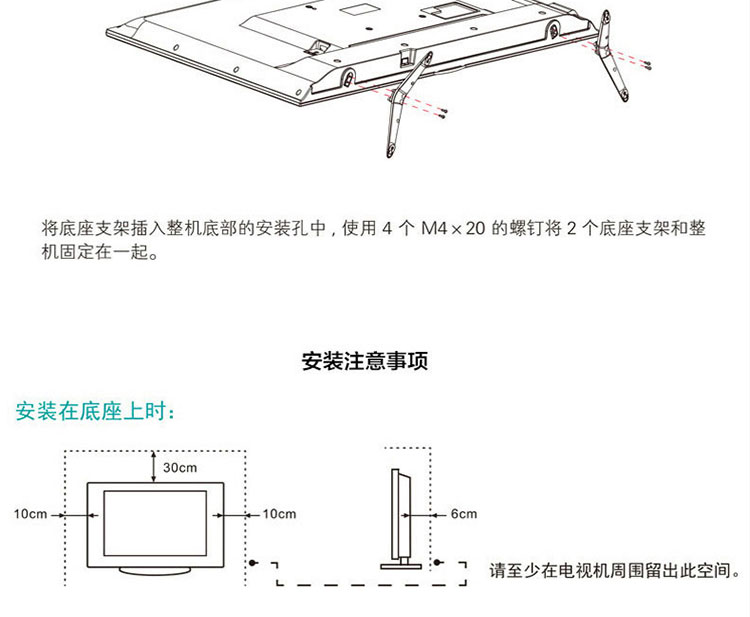 将底座支架插入整机底部的安装孔中，使用 4 个 M4×20 的螺钉将 2 个底座支架和整
机固定在一起。
安装注意事项
安装在底座上时：
30cm
10cm
10cm
6cm
请至少在电视机周围留出此空间。